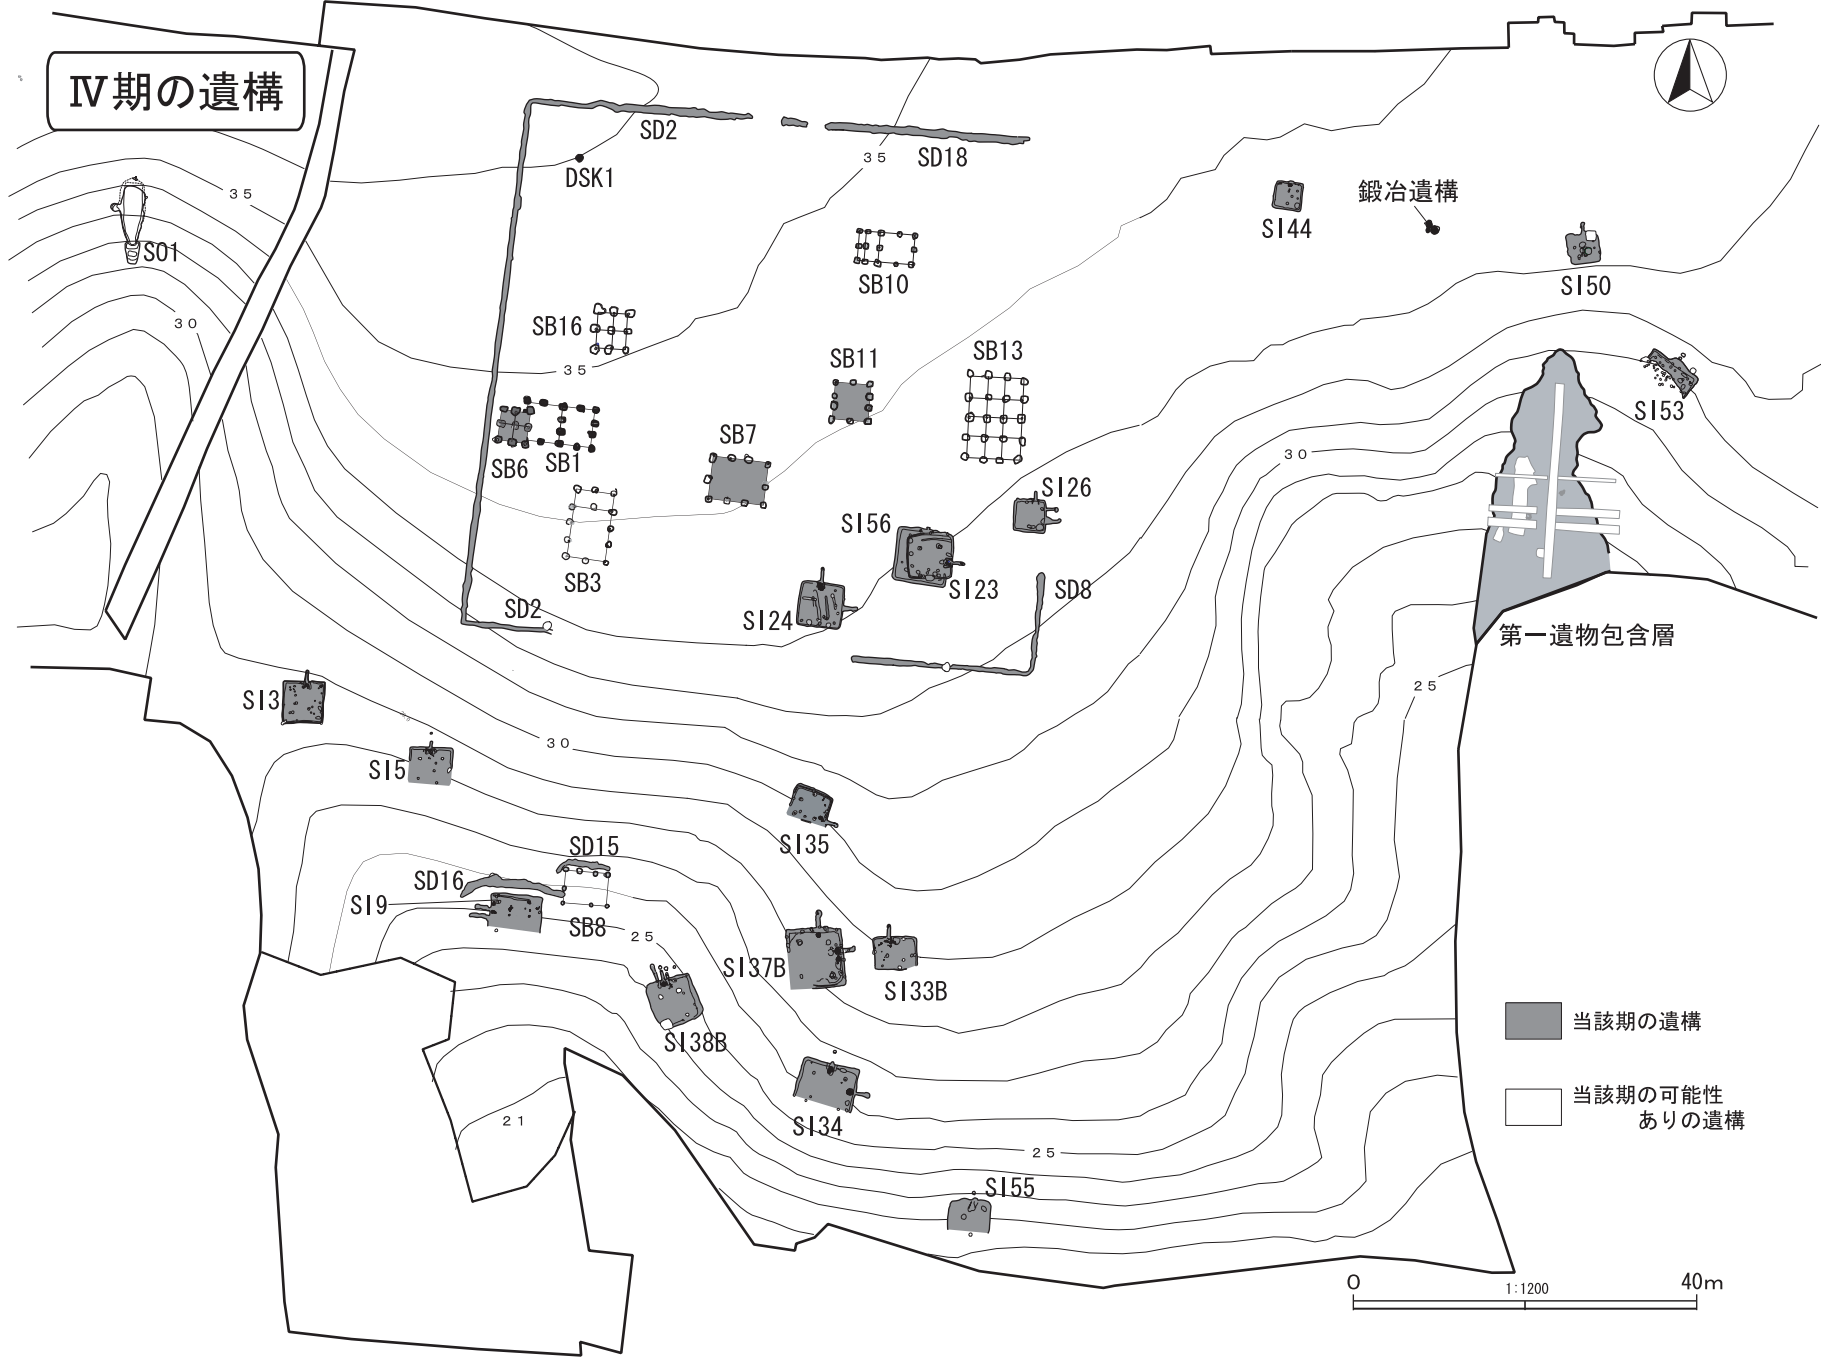 Ⅳ期の遺構
SD2
SD18
35
DSK1
35
SI44
鍛冶遺構
SO1
SI50
SB10
30
SB16
35
SB11
SB13
SI53
SB7
30
SB6
SB1
SI26
SI56
SB3
SI23
SD8
SD2
SI24
第一遺物包含層
25
SI3
30
SI5
SI35
SD15
SD16
SI9
SB8
25
SI37B
SI33B
SI38B
当該期の遺構
当該期の可能性
ありの遺構
21
SI34
25
SI55
0
1:1200
40m